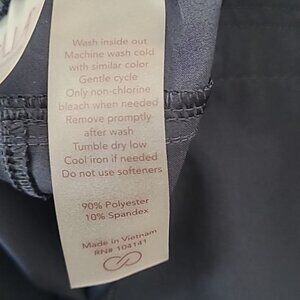 Wash inside out
Machine wash cold
with similar color
Gentle cycle
Only non-chlorine
bleach when needed
Remove promptly
after wash
Tumble dry low
Cool iron if needed
Do not use softeners
90% Polyester
10% Spandex
Made in Vietnam
RN# 104141